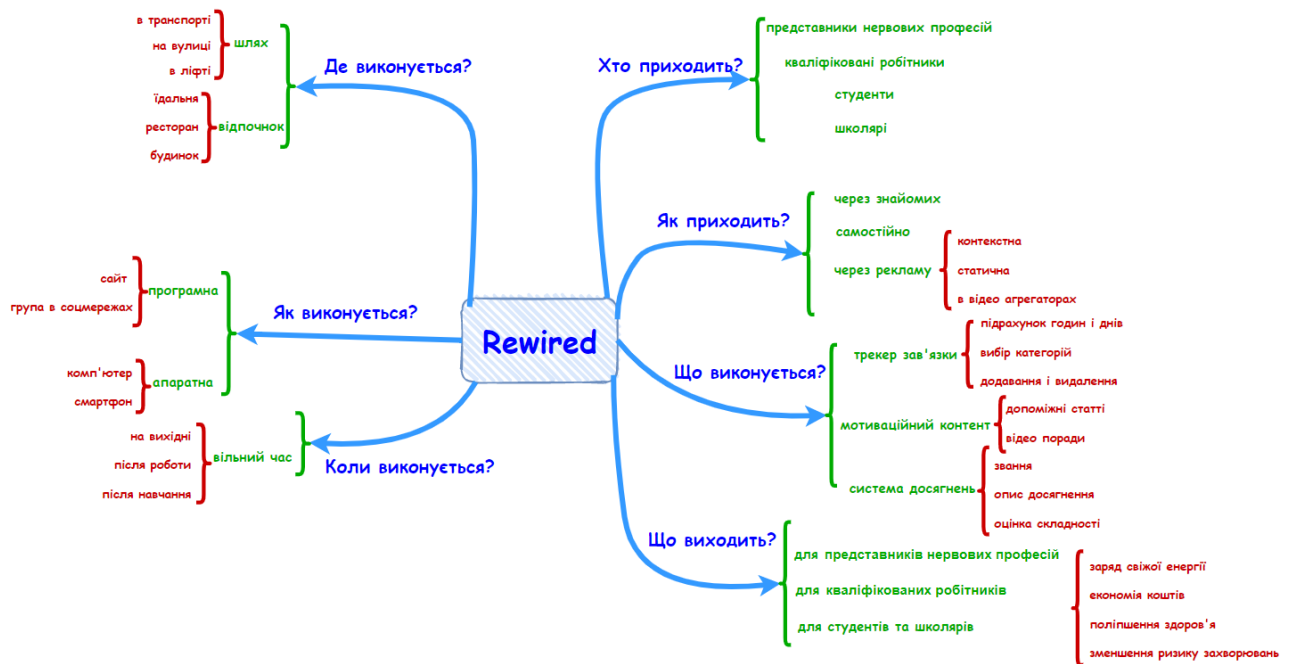 Rewired
Де виконується?
шлях
в транспорті
на вулиці
в ліфті
відпочнок
їдальня
ресторан
будинок
Як виконується?
програмна
сайт
група в соцмережах
апаратна
комп'ютер
смартфон
Коли виконується?
вільний час
на вихідні
після роботи
після навчання
Хто приходить?
представники нервових професій
кваліфіковані робітники
студенти
школярі
Як приходить?
через знайомих
самостійно
через рекламу
контекстна
статична
в відео агрегаторах
Що виконується?
трекер зав'язки
підрахунок годин і днів
вибір категорій
додавання і видалення
мотиваційний контент
допоміжні статті
відео поради
система досягнень
звання
опис досягнення
оцінка складності
Що виходить?
для представників нервових професій
для кваліфікованих робітників
для студентів та школярів
заряд свіжої енергії
економія коштів
поліпшення здоров'я
зменшення ризику захворювань